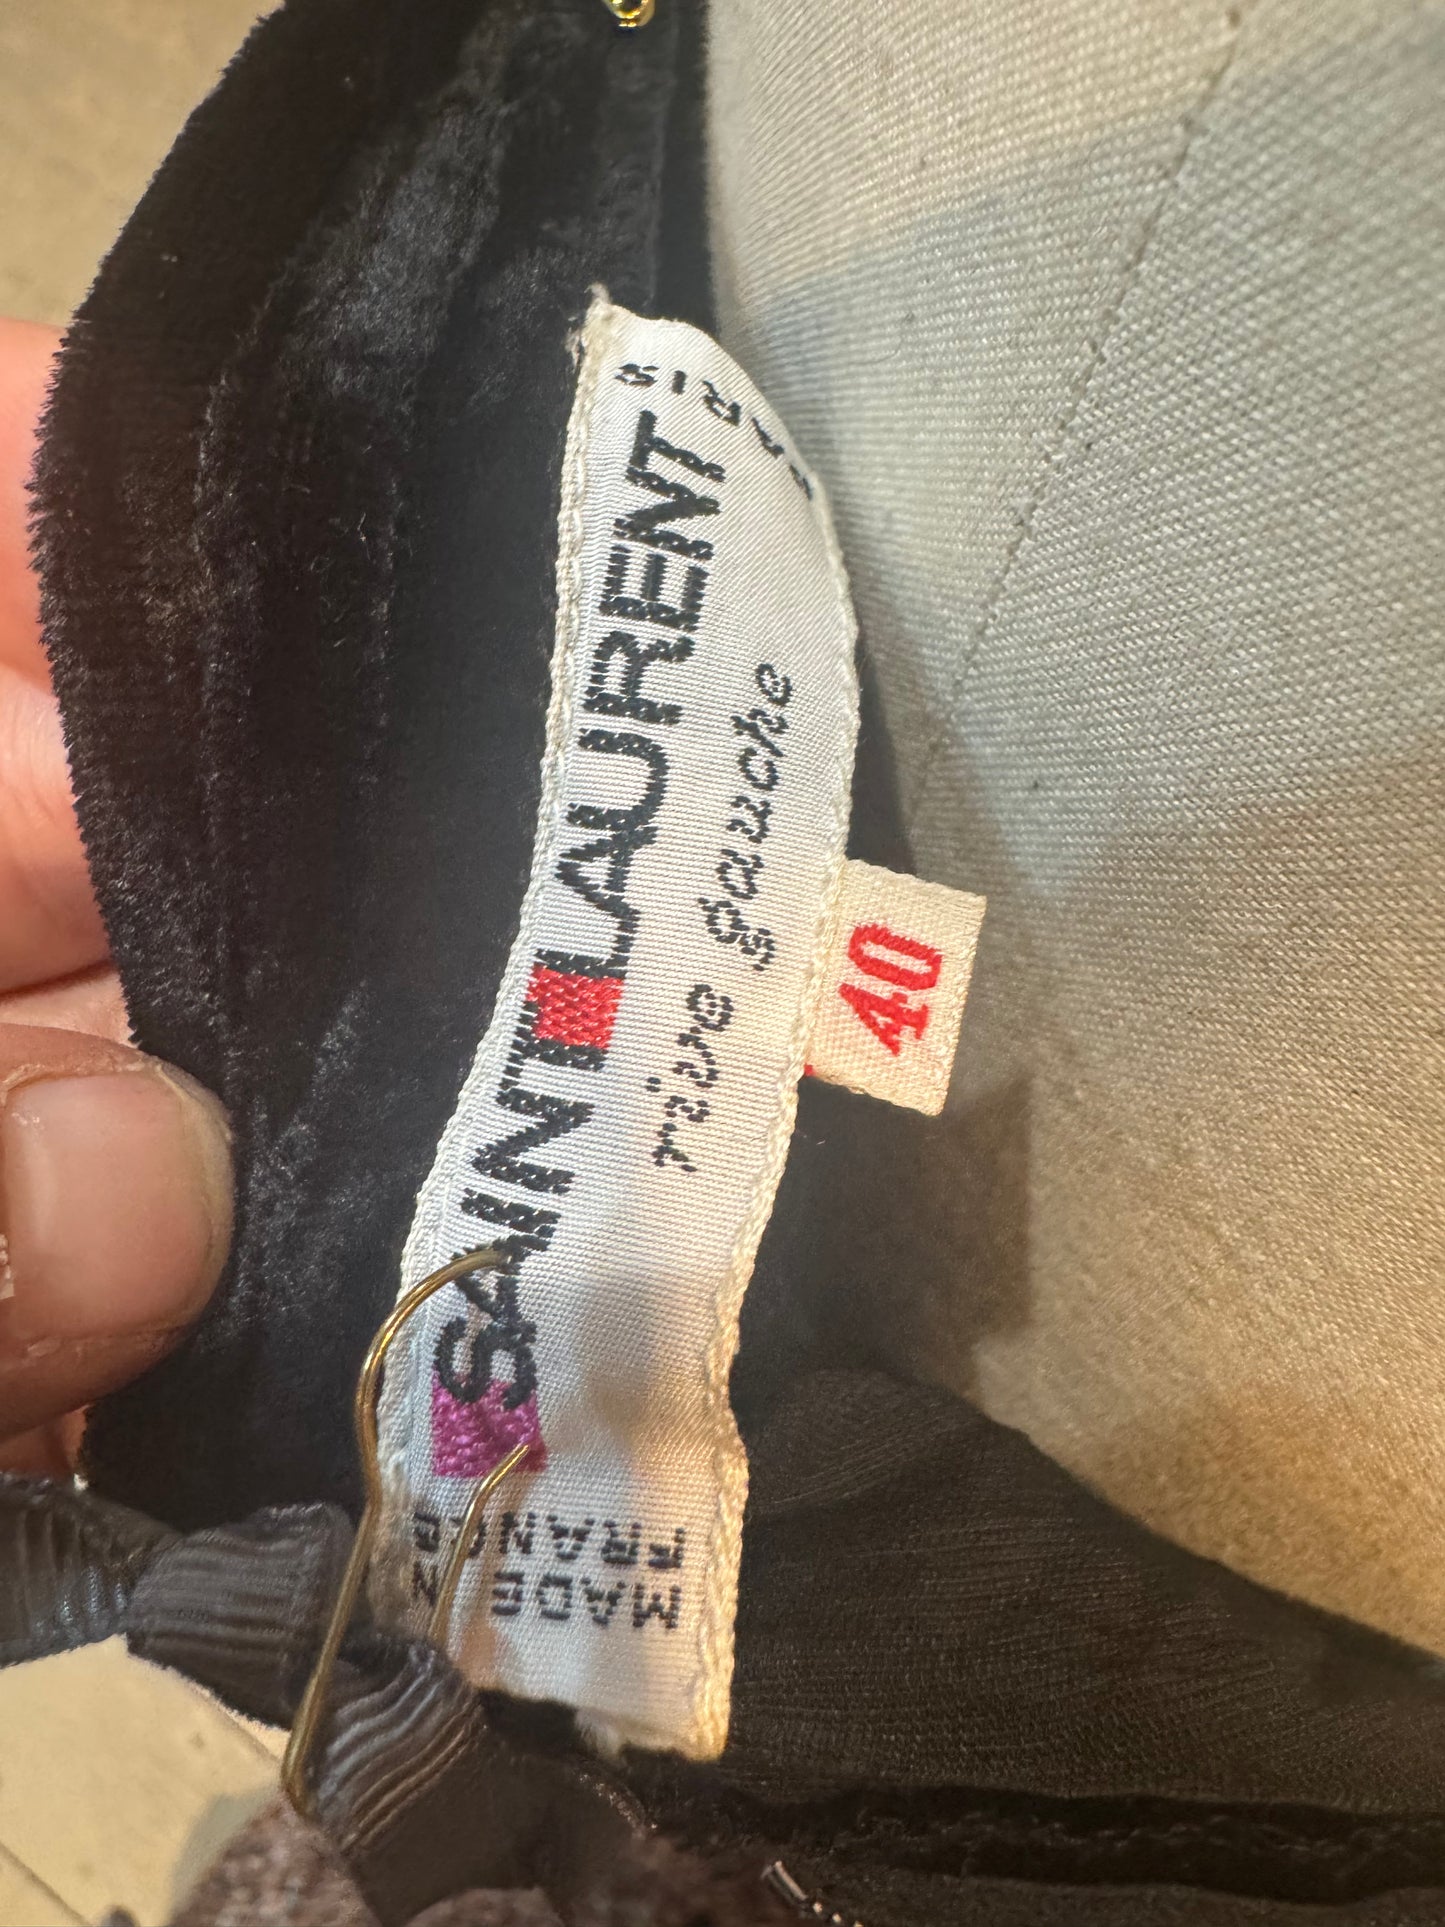 MADE IN
FRANCE
SAINT LAURENT
rive gauche
PARIS
40